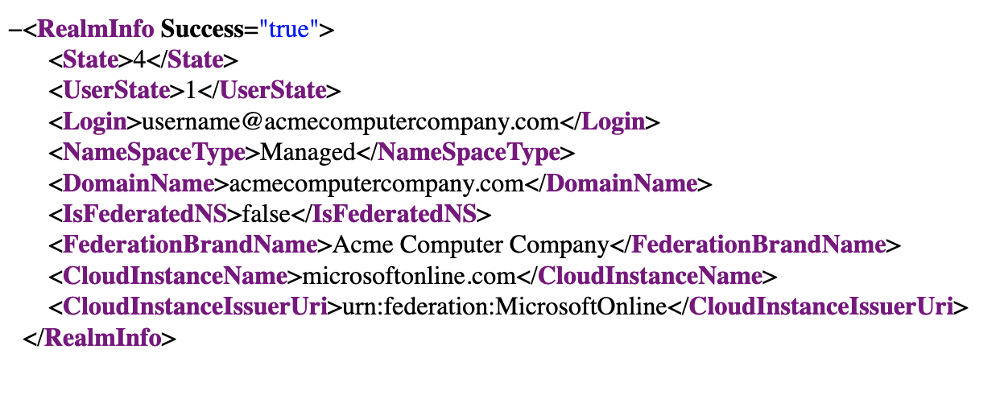 –<RealmInfo Success="true">
<State>4</State>
<UserState>1</UserState>
<Login>username@acmecomputercompany.com</Login>
<NameSpaceType>Managed</NameSpaceType>
<DomainName>acmecomputercompany.com</DomainName>
<IsFederatedNS>false</IsFederatedNS>
<FederationBrandName>Acme Computer Company</FederationBrandName>
<CloudInstanceName>microsoftonline.com</CloudInstanceName>
<CloudInstanceIssuerUri>urn:federation:MicrosoftOnline</CloudInstanceIssuerUri>
</RealmInfo>